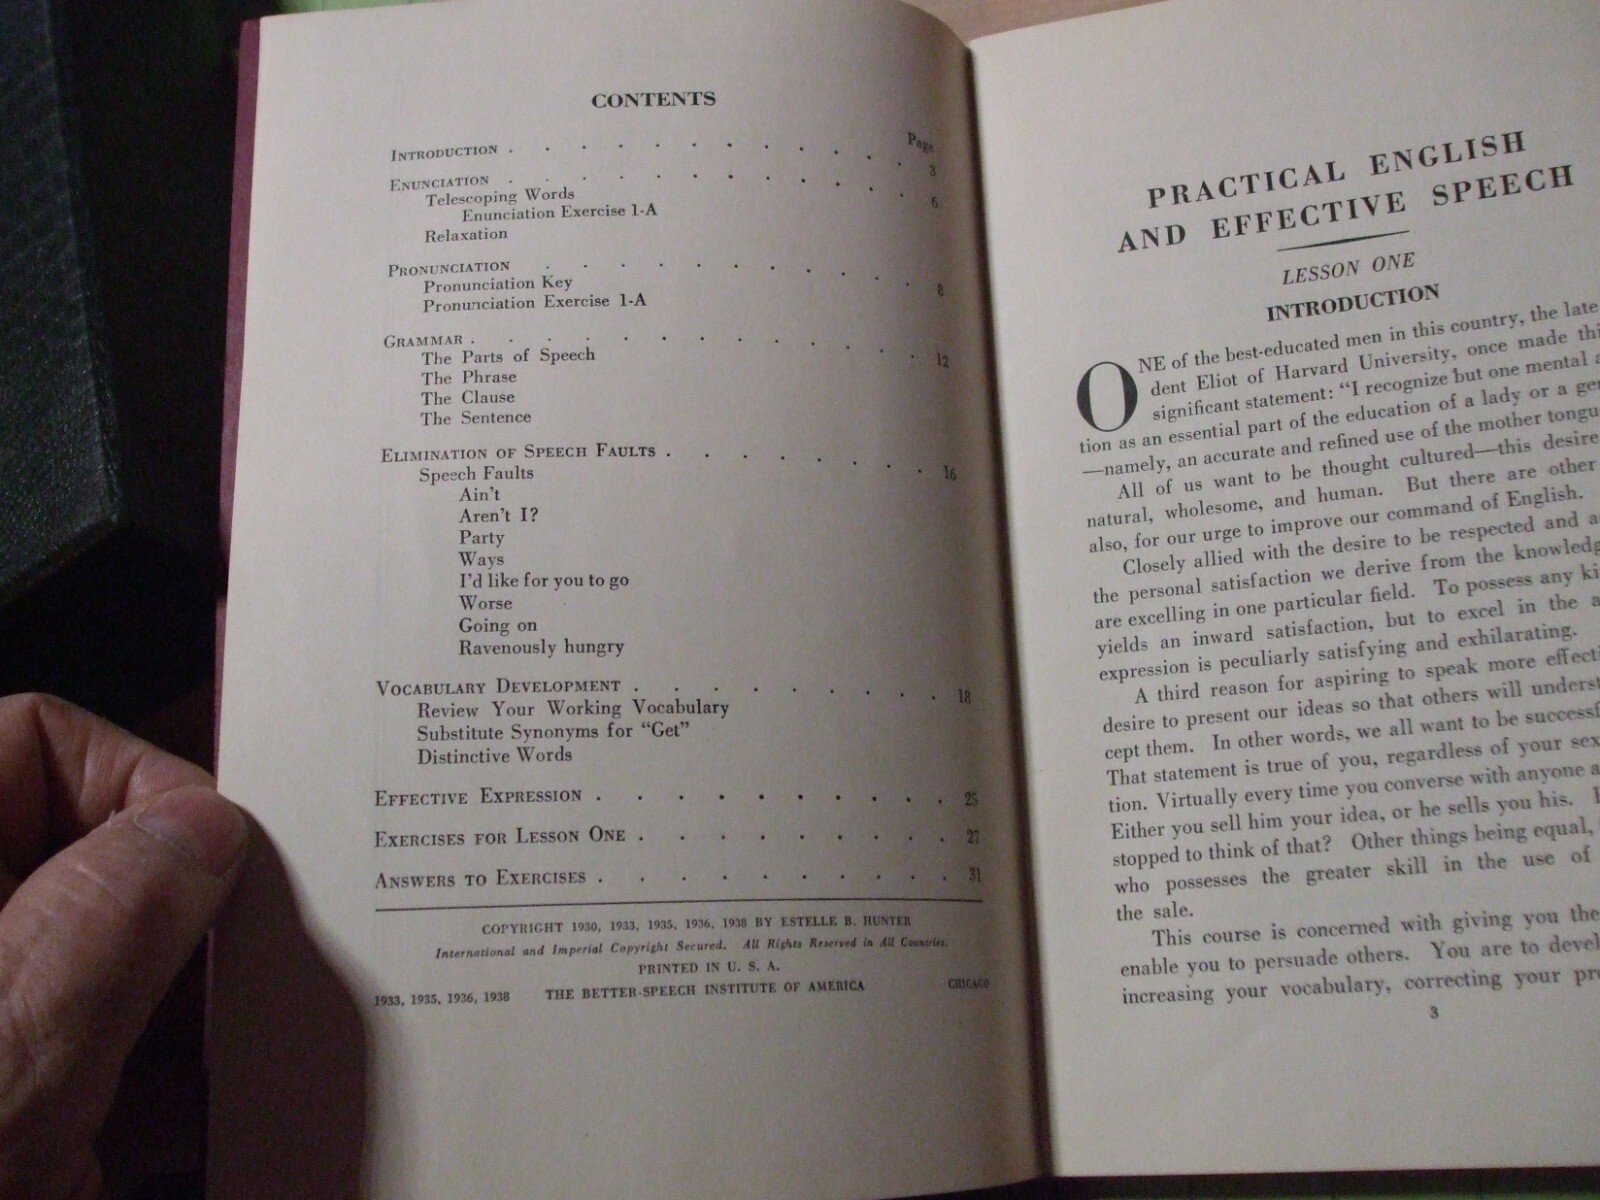 CONTENTS
Page
INTRODUCTION . . . . . . . . . . . . 3
ENUNCIATION . . . . . . . . . . . . 6
Telescoping Words
Enunciation Exercise 1-A
Relaxation
PRONUNCIATION . . . . . . . . . . . 8
Pronunciation Key
Pronunciation Exercise 1-A
GRAMMAR . . . . . . . . . . . . . 12
The Parts of Speech
The Phrase
The Clause
The Sentence
ELIMINATION OF SPEECH FAULTS . . . . . . . . 16
Speech Faults
Ain't
Aren't I?
Party
Ways
I'd like for you to go
Worse
Going on
Ravenously hungry
VOCABULARY DEVELOPMENT . . . . . . . . . 18
Review Your Working Vocabulary
Substitute Synonyms for "Get"
Distinctive Words
EFFECTIVE EXPRESSION . . . . . . . . . . 25
EXERCISES FOR LESSON ONE . . . . . . . . . 27
ANSWERS TO EXERCISES . . . . . . . . . . 31
COPYRIGHT 1930, 1933, 1935, 1936, 1938 BY ESTELLE B. HUNTER
International and Imperial Copyright Secured. All Rights Reserved in All Countries.
PRINTED IN U. S. A.
1933, 1935, 1936, 1938 THE BETTER-SPEECH INSTITUTE OF AMERICA CHICAGO
PRACTICAL ENGLISH
AND EFFECTIVE SPEECH
LESSON ONE
INTRODUCTION
ONE of the best-educated men in this country, the late
dent Eliot of Harvard University, once made thi
significant statement: "I recognize but one mental a
tion as an essential part of the education of a lady or a gen
—namely, an accurate and refined use of the mother tongu
All of us want to be thought cultured—this desire
natural, wholesome, and human. But there are other
also, for our urge to improve our command of English.
Closely allied with the desire to be respected and a
the personal satisfaction we derive from the knowledg
are excelling in one particular field. To possess any ki
yields an inward satisfaction, but to excel in the a
expression is peculiarly satisfying and exhilarating.
A third reason for aspiring to speak more effecti
desire to present our ideas so that others will underst
cept them. In other words, we all want to be successf
That statement is true of you, regardless of your sex
tion. Virtually every time you converse with anyone a
Either you sell him your idea, or he sells you his.
stopped to think of that? Other things being equal,
who possesses the greater skill in the use of
the sale.
This course is concerned with giving you the
enable you to persuade others. You are to devel
increasing your vocabulary, correcting your pr
3